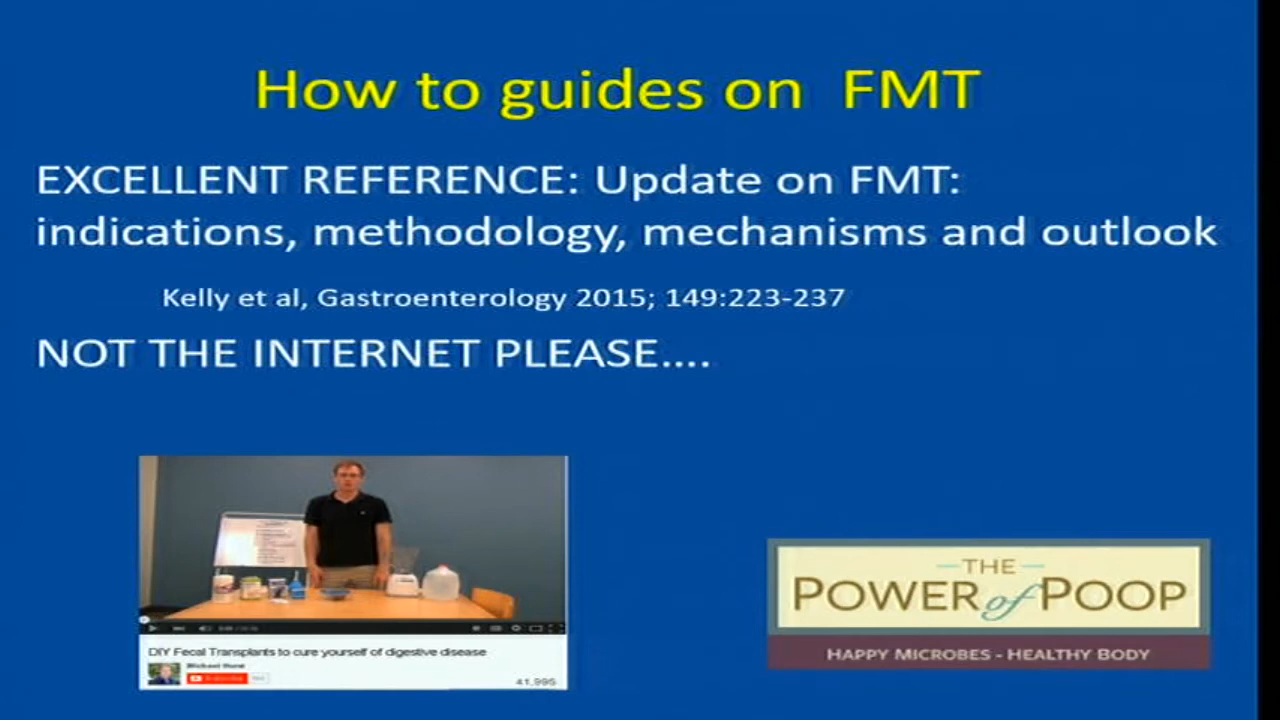 How to guides on FMT
EXCELLENT REFERENCE: Update on FMT:
indications, methodology, mechanisms and outlook
Kelly et al, Gastroenterology 2015; 149:223-237
NOT THE INTERNET PLEASE....
DIY Fecal Transplants to cure yourself of digestive disease
Subscribe
41,995
THE
POWER of POOP
HAPPY MICROBES - HEALTHY BODY